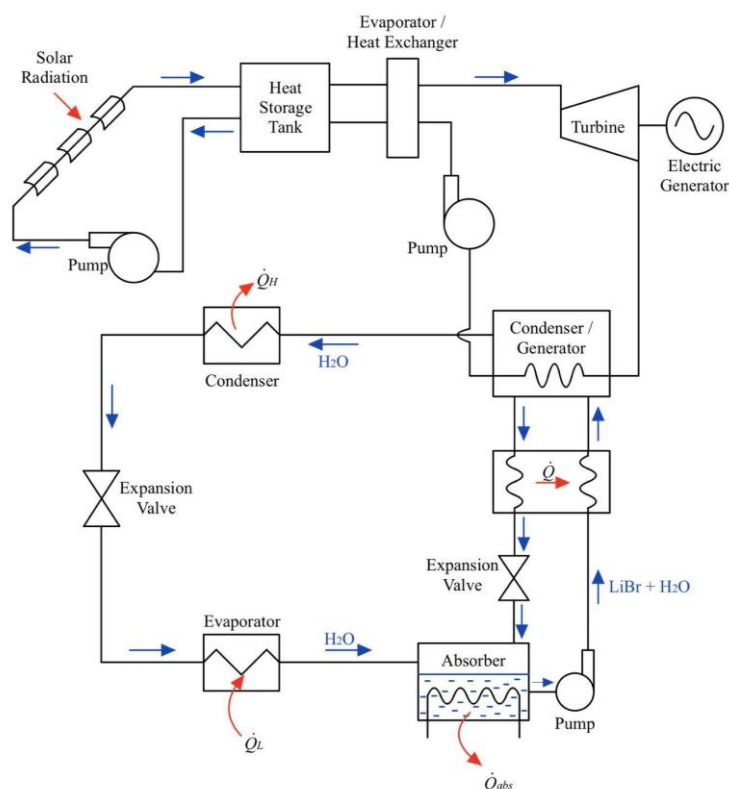 Evaporator /
Heat Exchanger
Solar
Radiation
Heat
Storage
Tank
Turbine
Electric
Generator
Pump
Pump
Q̇H
Condenser /
Generator
H2O
Condenser
Q̇
Expansion
Valve
Expansion
Valve
LiBr + H2O
Evaporator
H2O
Absorber
Pump
Q̇L
Q̇abs